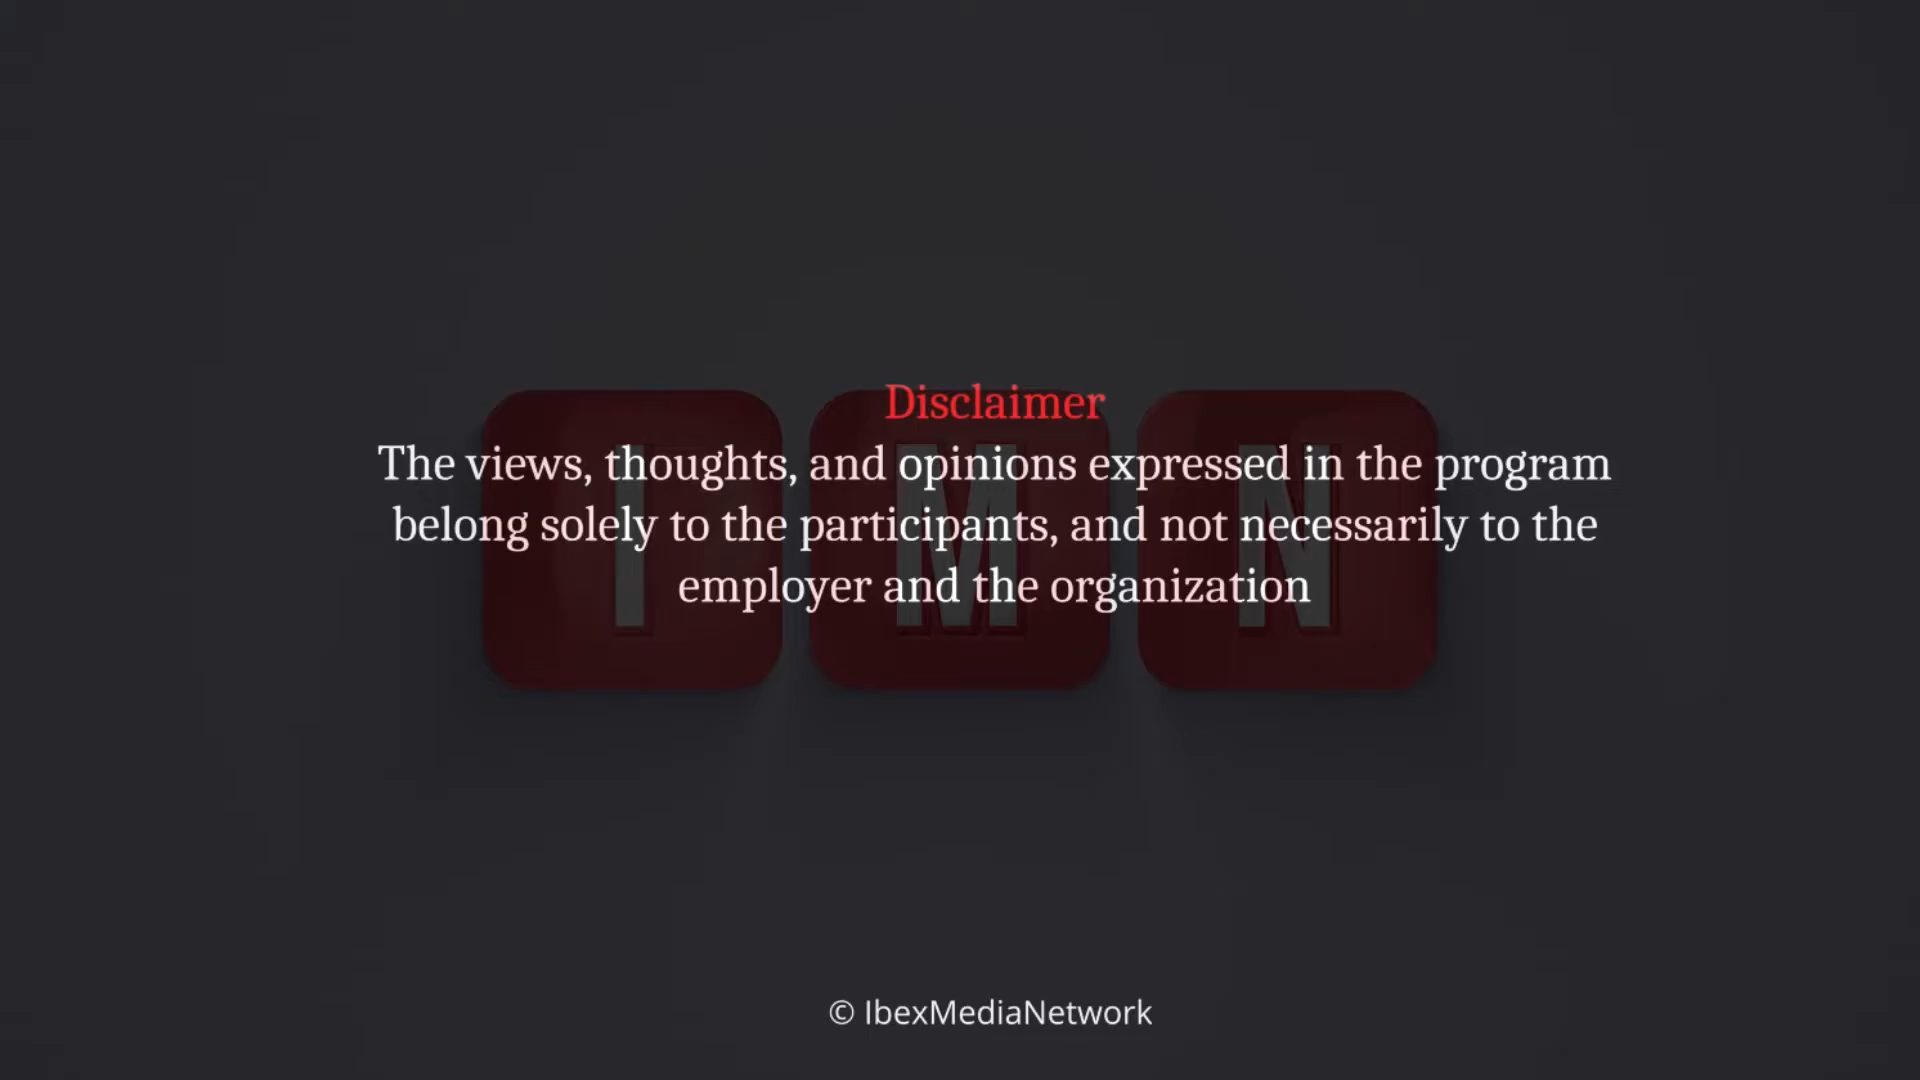 Disclaimer
The views, thoughts, and opinions expressed in the program
belong solely to the participants, and not necessarily to the
employer and the organization
I M N
© IbexMediaNetwork